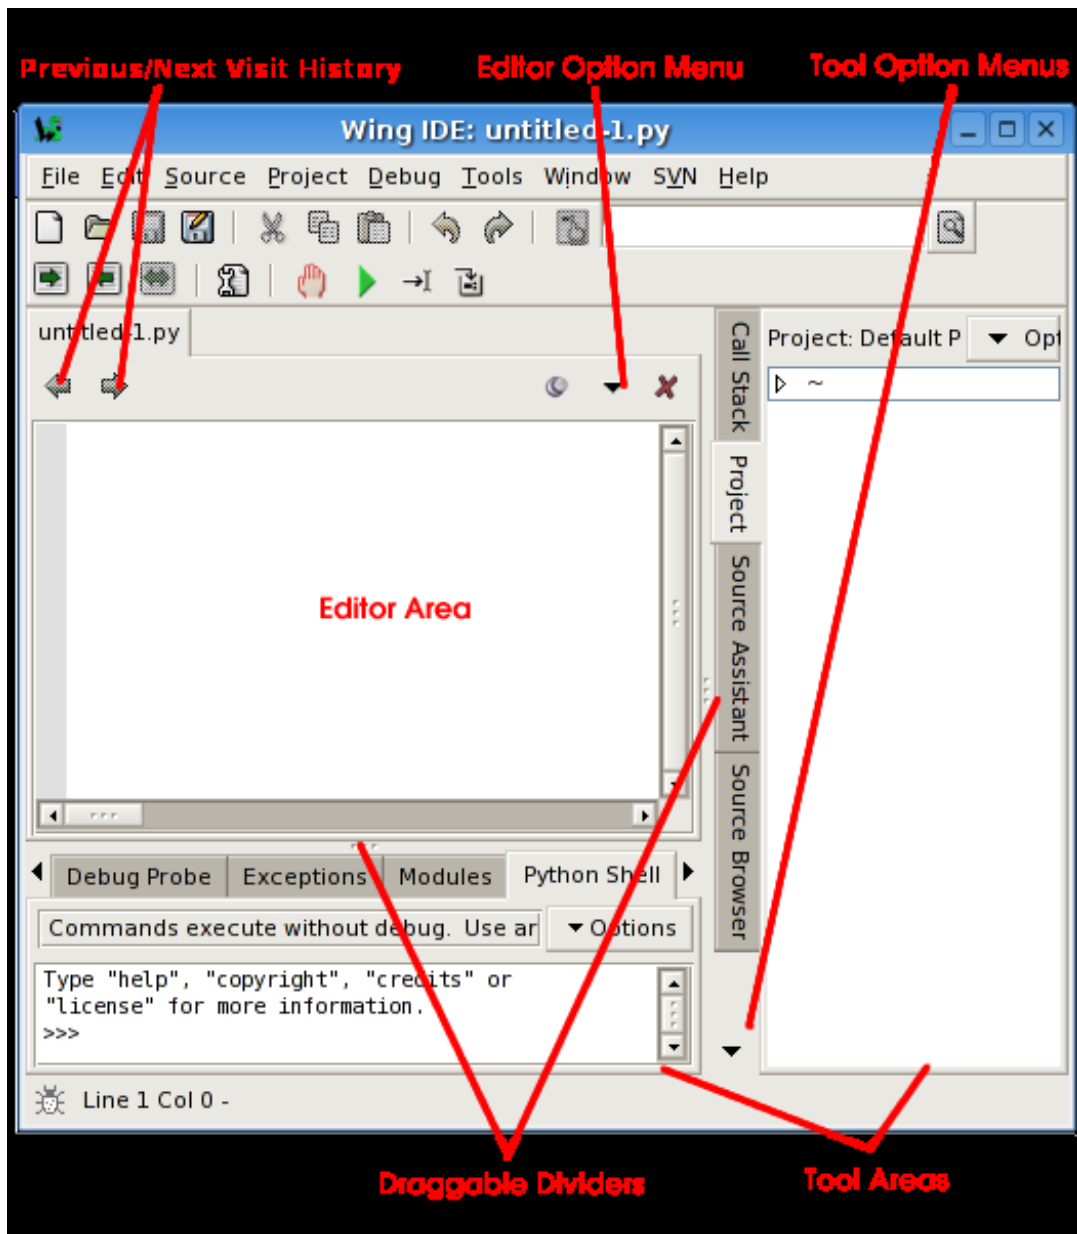 Previous/Next Visit History Editor Option Menu Tool Option Menus
Wing IDE: untitled-1.py
File Edit Source Project Debug Tools Window SVN Help
untitled-1.py
Call Stack
Project
Source Assistant
Source Browser
Project: Default P Opt
~
Editor Area
Debug Probe Exceptions Modules Python Shell
Commands execute without debug. Use ar Options
Type "help", "copyright", "credits" or
"license" for more information.
>>>
Line 1 Col 0 -
Draggable Dividers Tool Areas